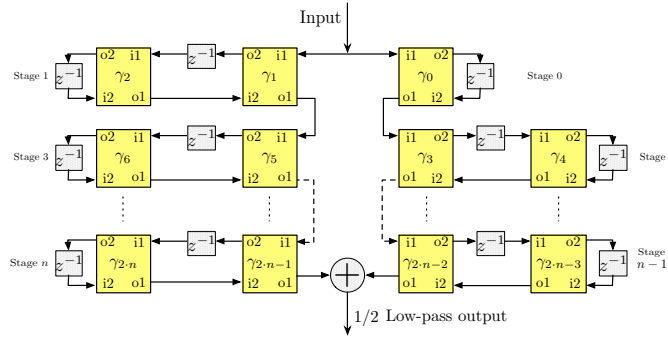 Input
Stage 1
z⁻¹
o2 i1
γ₂
i2 o1
z⁻¹
o2 i1
γ₁
i2 o1
i1 o2
γ₀
o1 i2
z⁻¹
Stage 0
Stage 3
z⁻¹
o2 i1
γ₆
i2 o1
z⁻¹
o2 i1
γ₅
i2 o1
i1 o2
γ₃
o1 i2
z⁻¹
i1 o2
γ₄
o1 i2
z⁻¹
Stage
Stage n
z⁻¹
o2 i1
γ₂·ₙ
i2 o1
z⁻¹
o2 i1
γ₂·ₙ₋₁
i2 o1
+
i1 o2
γ₂·ₙ₋₂
o1 i2
z⁻¹
i1 o2
γ₂·ₙ₋₃
o1 i2
z⁻¹
Stage
n − 1
1/2 Low-pass output